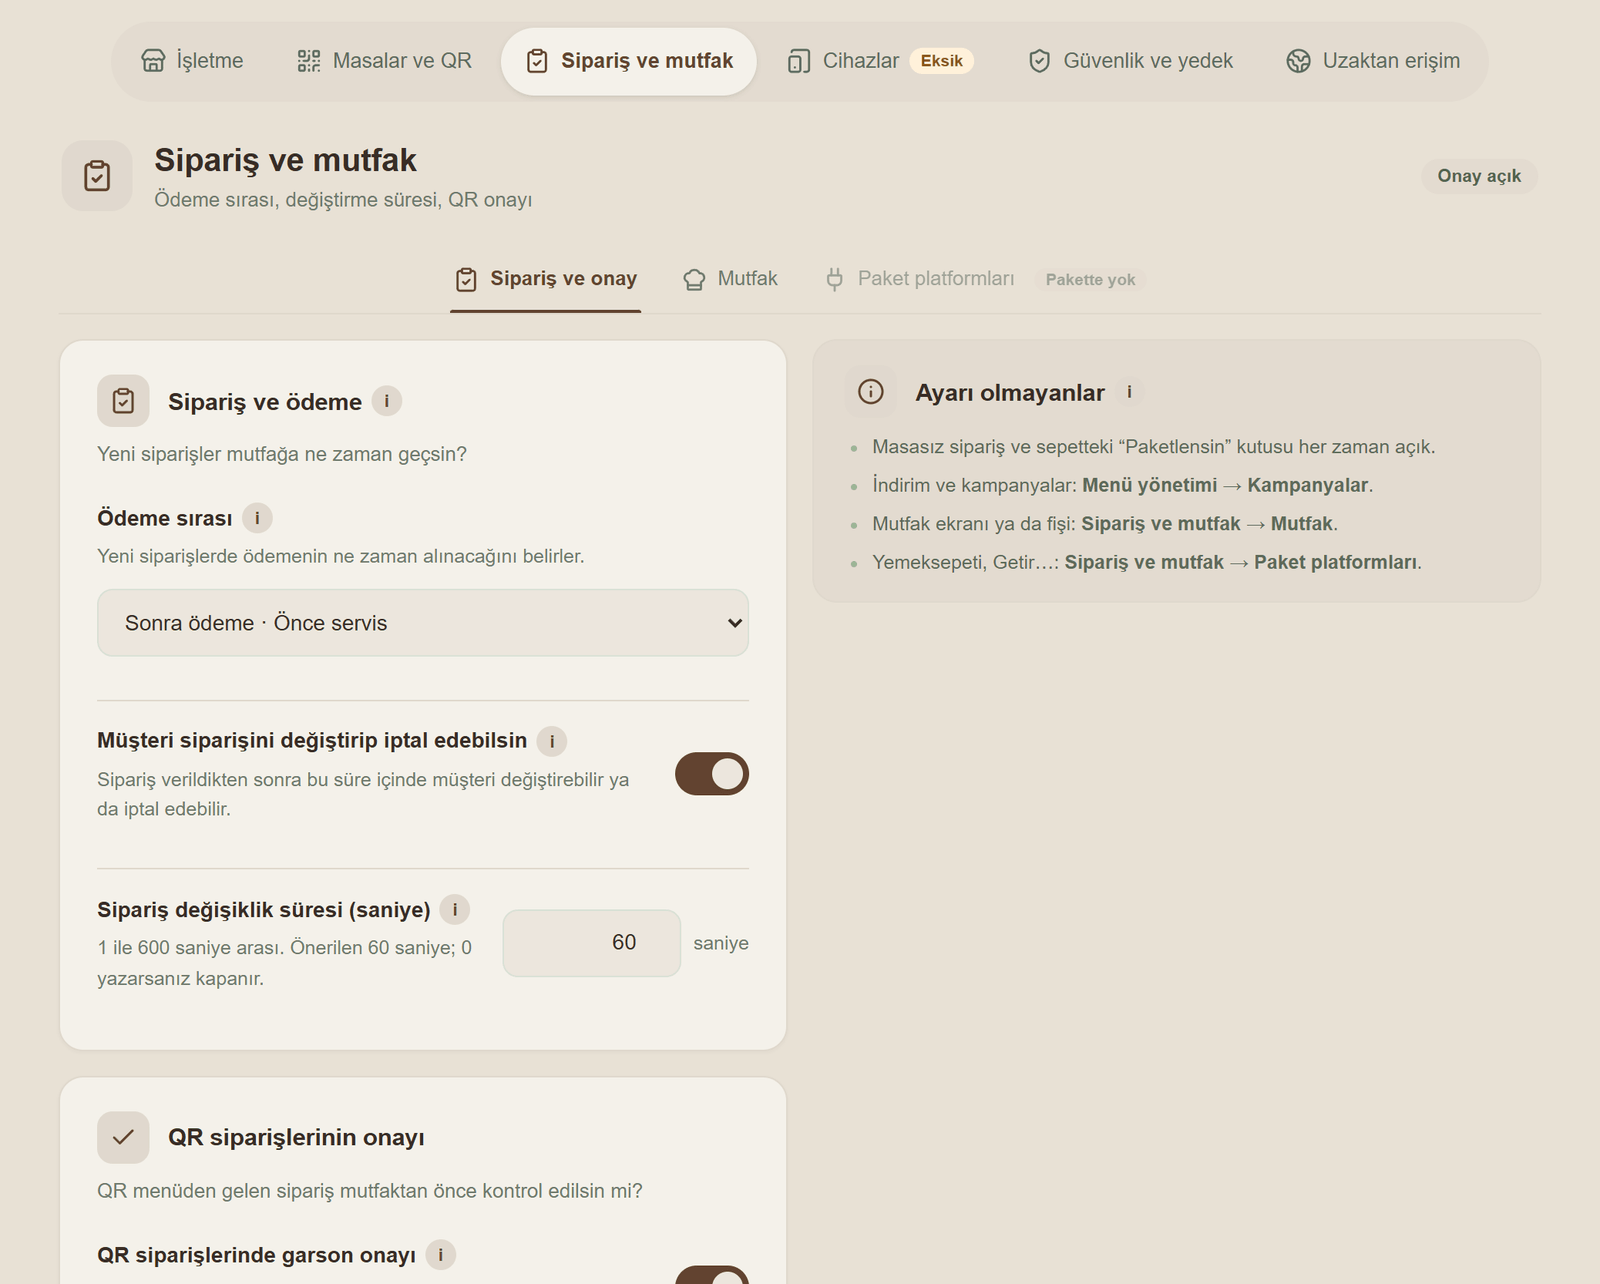 İşletme
Masalar ve QR
Sipariş ve mutfak
Cihazlar
Eksik
Güvenlik ve yedek
Uzaktan erişim
Sipariş ve mutfak
Ödeme sırası, değiştirme süresi, QR onayı
Onay açık
Sipariş ve onay
Mutfak
Paket platformları
Pakette yok
Sipariş ve ödeme i
Yeni siparişler mutfağa ne zaman geçsin?
Ödeme sırası i
Yeni siparişlerde ödemenin ne zaman alınacağını belirler.
Sonra ödeme · Önce servis
Müşteri siparişini değiştirip iptal edebilsin i
Sipariş verildikten sonra bu süre içinde müşteri değiştirebilir ya
da iptal edebilir.
Sipariş değişiklik süresi (saniye) i
1 ile 600 saniye arası. Önerilen 60 saniye; 0
yazarsanız kapanır.
60 saniye
QR siparişlerinin onayı
QR menüden gelen sipariş mutfaktan önce kontrol edilsin mi?
QR siparişlerinde garson onayı i
Ayarı olmayanlar i
• Masasız sipariş ve sepetteki “Paketlensin” kutusu her zaman açık.
• İndirim ve kampanyalar: Menü yönetimi → Kampanyalar.
• Mutfak ekranı ya da fişi: Sipariş ve mutfak → Mutfak.
• Yemeksepeti, Getir…: Sipariş ve mutfak → Paket platformları.